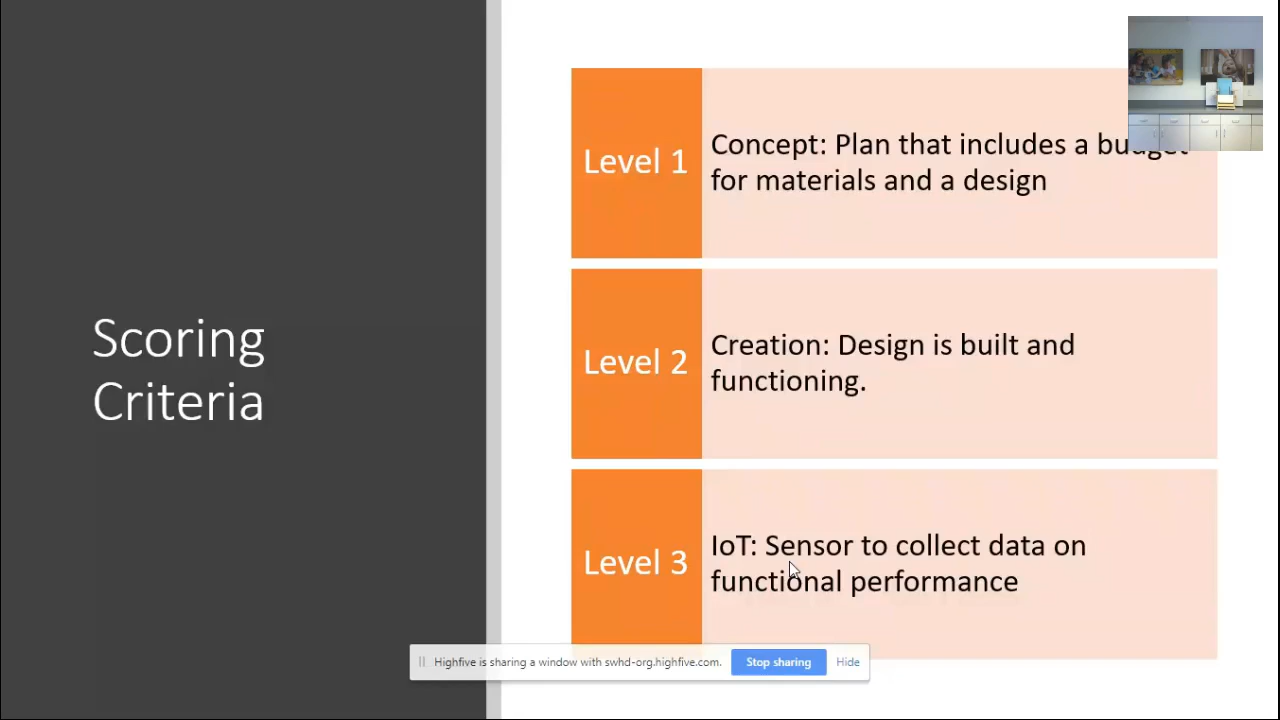 Scoring
Criteria
Level 1
Concept: Plan that includes a budget
for materials and a design
Level 2
Creation: Design is built and
functioning.
Level 3
IoT: Sensor to collect data on
functional performance
Highfive is sharing a window with swhd-org.highfive.com.
Stop sharing
Hide